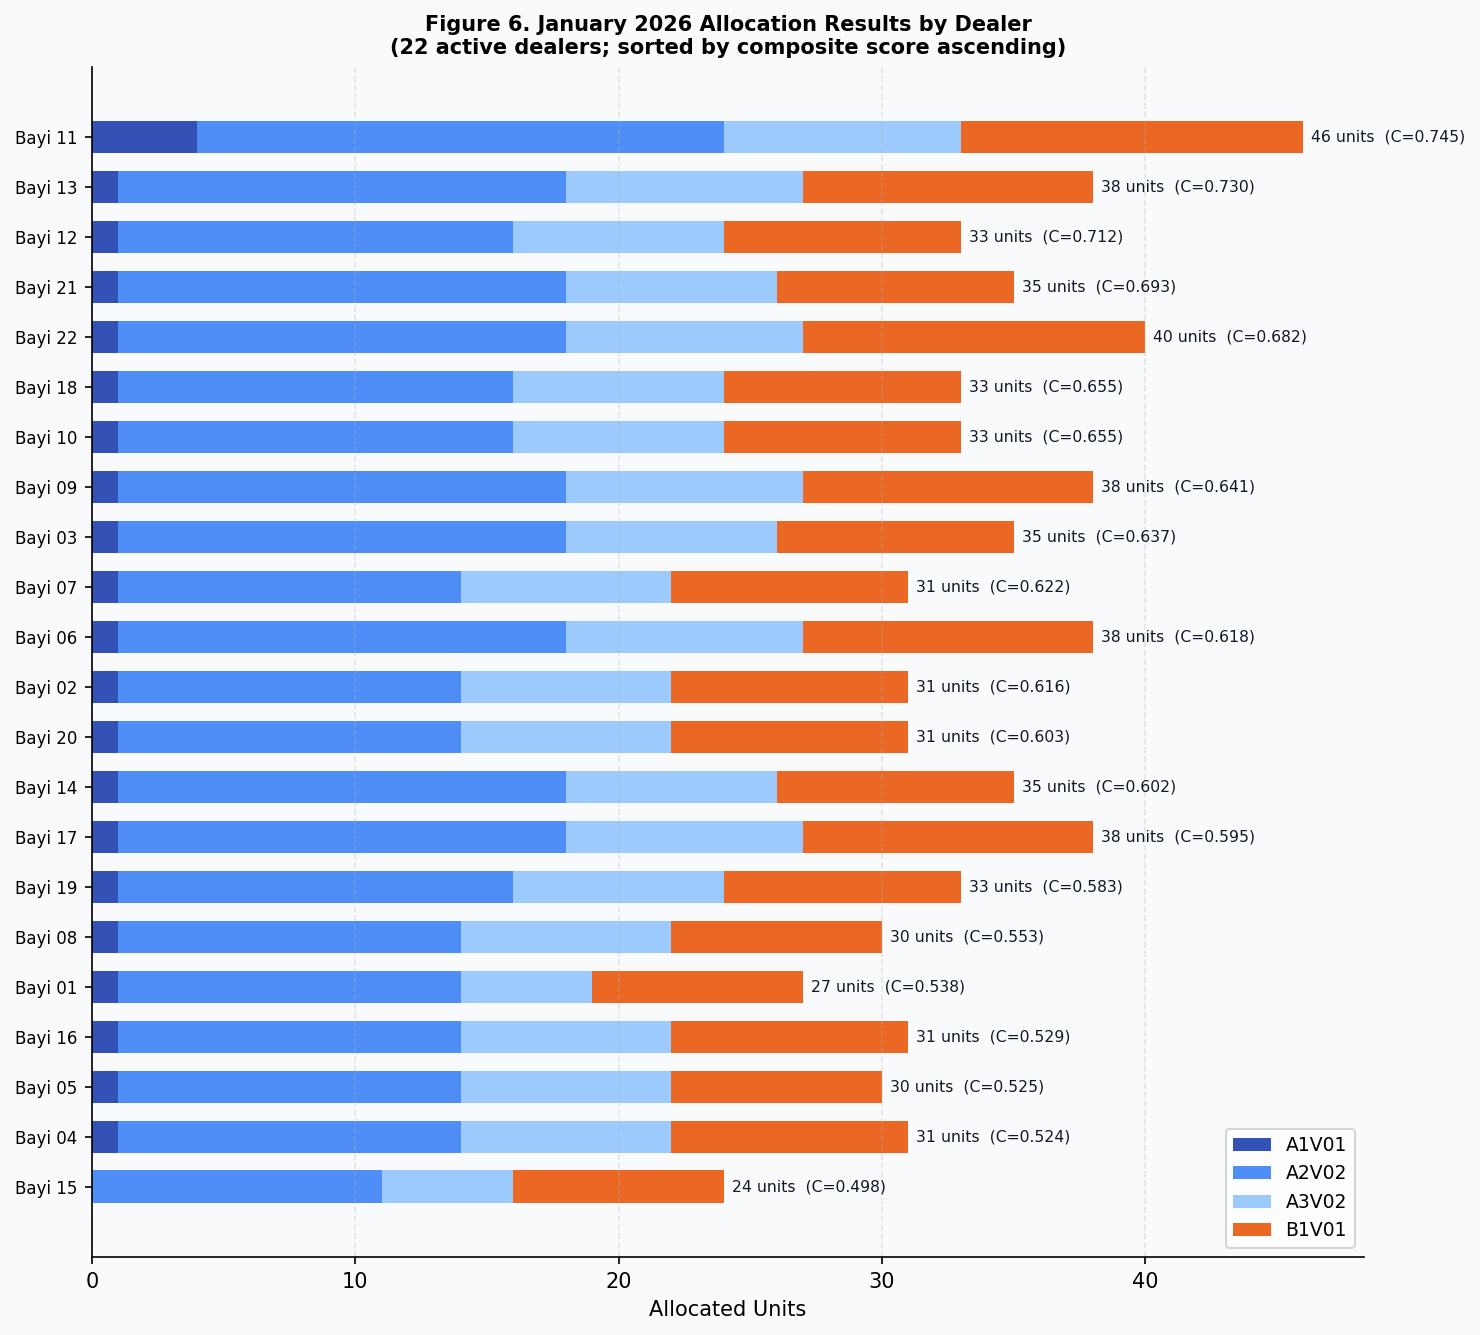 Figure 6. January 2026 Allocation Results by Dealer
(22 active dealers; sorted by composite score ascending)
Bayi 11 46 units (C=0.745)
Bayi 13 38 units (C=0.730)
Bayi 12 33 units (C=0.712)
Bayi 21 35 units (C=0.693)
Bayi 22 40 units (C=0.682)
Bayi 18 33 units (C=0.655)
Bayi 10 33 units (C=0.655)
Bayi 09 38 units (C=0.641)
Bayi 03 35 units (C=0.637)
Bayi 07 31 units (C=0.622)
Bayi 06 38 units (C=0.618)
Bayi 02 31 units (C=0.616)
Bayi 20 31 units (C=0.603)
Bayi 14 35 units (C=0.602)
Bayi 17 38 units (C=0.595)
Bayi 19 33 units (C=0.583)
Bayi 08 30 units (C=0.553)
Bayi 01 27 units (C=0.538)
Bayi 16 31 units (C=0.529)
Bayi 05 30 units (C=0.525)
Bayi 04 31 units (C=0.524)
Bayi 15 24 units (C=0.498)
A1V01
A2V02
A3V02
B1V01
0 10 20 30 40
Allocated Units